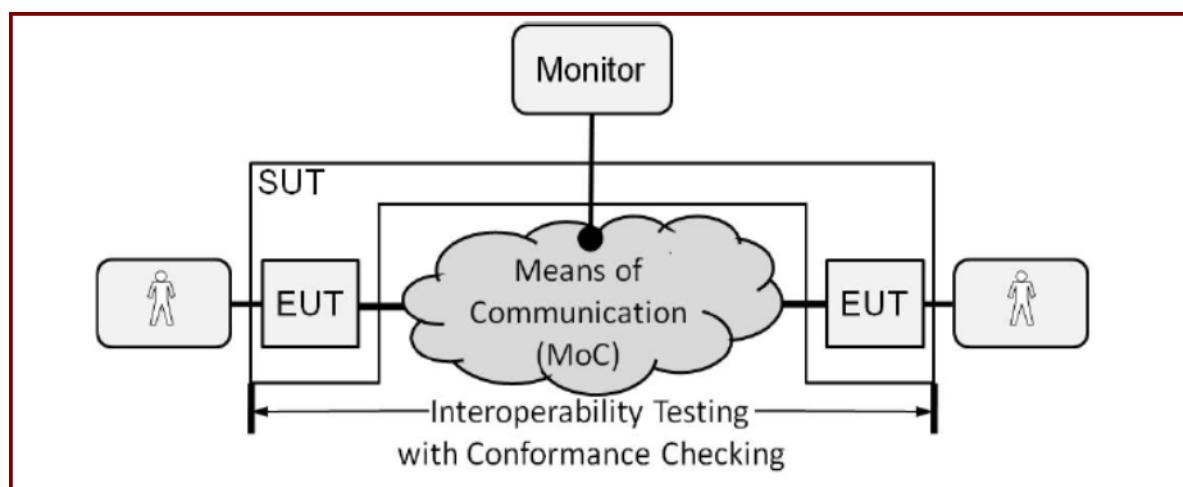 Monitor
SUT
EUT
Means of
Communication
(MoC)
EUT
Interoperability Testing
with Conformance Checking